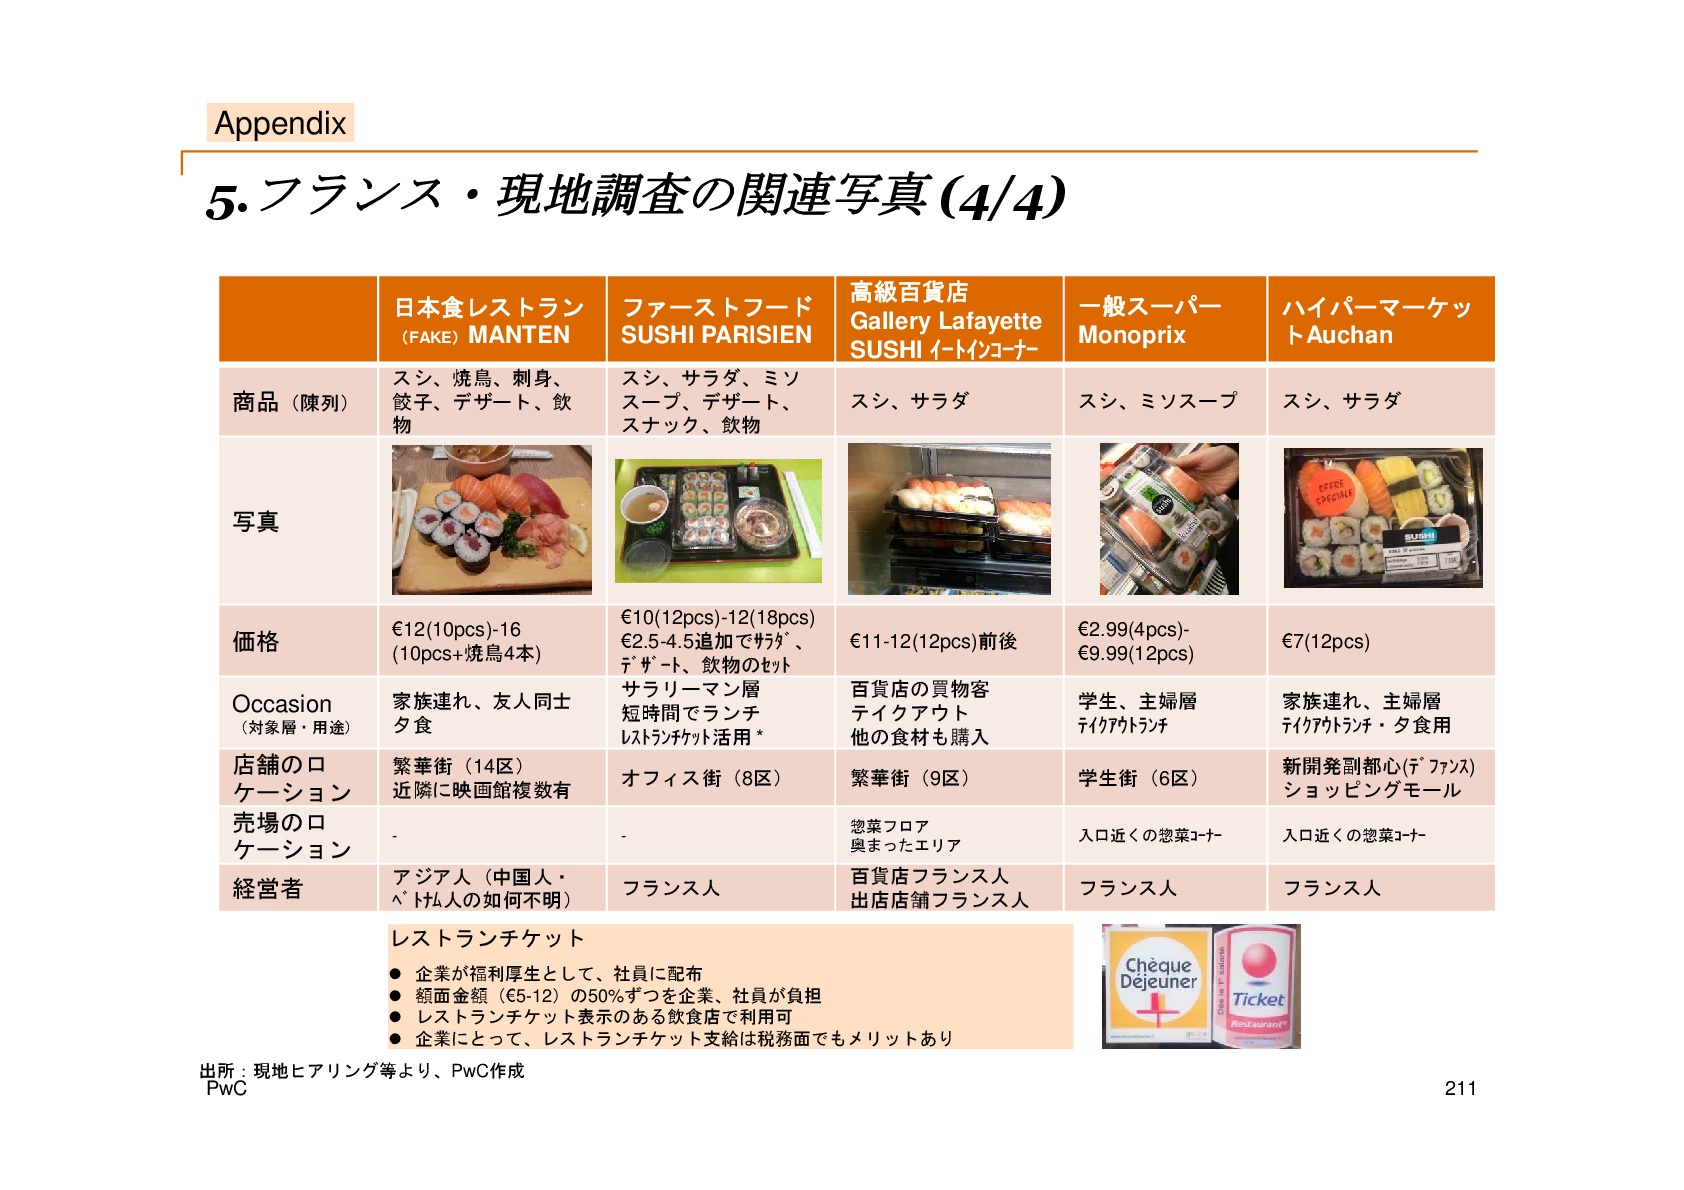 Appendix
5.フランス・現地調査の関連写真(4/4)
日本食レストラン
（FAKE）MANTEN
ファーストフード
SUSHI PARISIEN
高級百貨店
Gallery Lafayette
SUSHI ｲｰﾄｲﾝｺｰﾅｰ
一般スーパー
Monoprix
ハイパーマーケッ
トAuchan
商品（陳列）
スシ、焼鳥、刺身、
餃子、デザート、飲
物
スシ、サラダ、ミソ
スープ、デザート、
スナック、飲物
スシ、サラダ
スシ、ミソスープ
スシ、サラダ
写真
OFFRE
SPECIALE
SUSHI
価格
€12(10pcs)-16
(10pcs+焼鳥4本)
€10(12pcs)-12(18pcs)
€2.5-4.5追加でｻﾗﾀﾞ、
ﾃﾞｻﾞｰﾄ、飲物のｾｯﾄ
€11-12(12pcs)前後
€2.99(4pcs)-
€9.99(12pcs)
€7(12pcs)
Occasion
（対象層・用途）
家族連れ、友人同士
夕食
サラリーマン層
短時間でランチ
ﾚｽﾄﾗﾝﾁｹｯﾄ活用 *
百貨店の買物客
テイクアウト
他の食材も購入
学生、主婦層
ﾃｲｸｱｳﾄﾗﾝﾁ
家族連れ、主婦層
ﾃｲｸｱｳﾄﾗﾝﾁ・夕食用
店舗のロ
ケーション
繁華街（14区）
近隣に映画館複数有
オフィス街（8区）
繁華街（9区）
学生街（6区）
新開発副都心(ﾃﾞﾌｧﾝｽ)
ショッピングモール
売場のロ
ケーション
-
-
惣菜フロア
奥まったエリア
入口近くの惣菜ｺｰﾅｰ
入口近くの惣菜ｺｰﾅｰ
経営者
アジア人（中国人・
ﾍﾞﾄﾅﾑ人の如何不明）
フランス人
百貨店フランス人
出店店舗フランス人
フランス人
フランス人
レストランチケット
● 企業が福利厚生として、社員に配布
● 額面金額（€5-12）の50%ずつを企業、社員が負担
● レストランチケット表示のある飲食店で利用可
● 企業にとって、レストランチケット支給は税務面でもメリットあり
Chèque
Déjeuner
Dès le 1er salarié
Ticket
Restaurant®
出所：現地ヒアリング等より、PwC作成
PwC
211